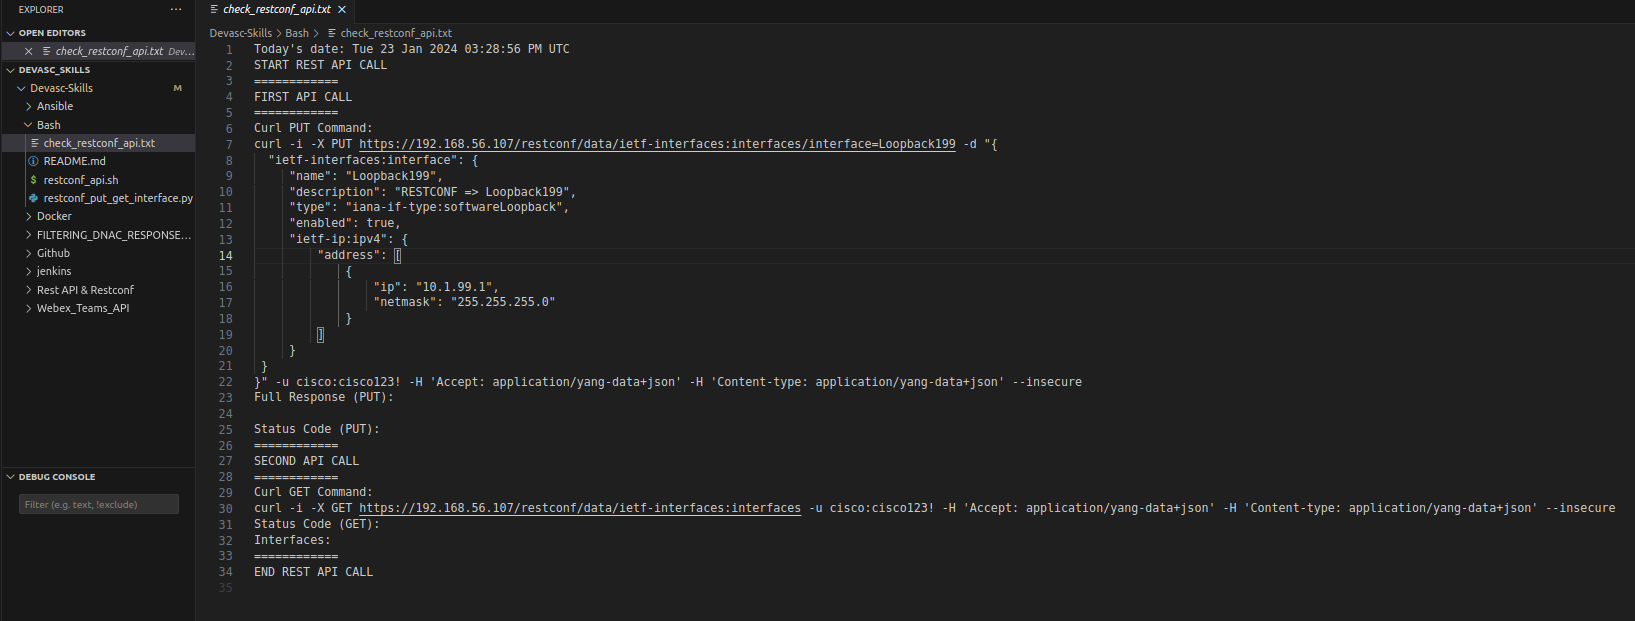 EXPLORER
···
OPEN EDITORS
check_restconf_api.txt Dev...
DEVASC_SKILLS
Devasc-Skills M
Ansible
Bash
check_restconf_api.txt
README.md
restconf_api.sh
restconf_put_get_interface.py
Docker
FILTERING_DNAC_RESPONSE...
Github
jenkins
Rest API & Restconf
Webex_Teams_API
DEBUG CONSOLE
Filter (e.g. text, !exclude)
check_restconf_api.txt
Devasc-Skills > Bash > check_restconf_api.txt
1 Today's date: Tue 23 Jan 2024 03:28:56 PM UTC
2 START REST API CALL
3 ============
4 FIRST API CALL
5 ============
6 Curl PUT Command:
7 curl -i -X PUT https://192.168.56.107/restconf/data/ietf-interfaces:interfaces/interface=Loopback199 -d "{
8 "ietf-interfaces:interface": {
9 "name": "Loopback199",
10 "description": "RESTCONF => Loopback199",
11 "type": "iana-if-type:softwareLoopback",
12 "enabled": true,
13 "ietf-ip:ipv4": {
14 "address": [
15 {
16 "ip": "10.1.99.1",
17 "netmask": "255.255.255.0"
18 }
19 ]
20 }
21 }
22 }" -u cisco:cisco123! -H 'Accept: application/yang-data+json' -H 'Content-type: application/yang-data+json' --insecure
23 Full Response (PUT):
24
25 Status Code (PUT):
26 ============
27 SECOND API CALL
28 ============
29 Curl GET Command:
30 curl -i -X GET https://192.168.56.107/restconf/data/ietf-interfaces:interfaces -u cisco:cisco123! -H 'Accept: application/yang-data+json' -H 'Content-type: application/yang-data+json' --insecure
31 Status Code (GET):
32 Interfaces:
33 ============
34 END REST API CALL
35